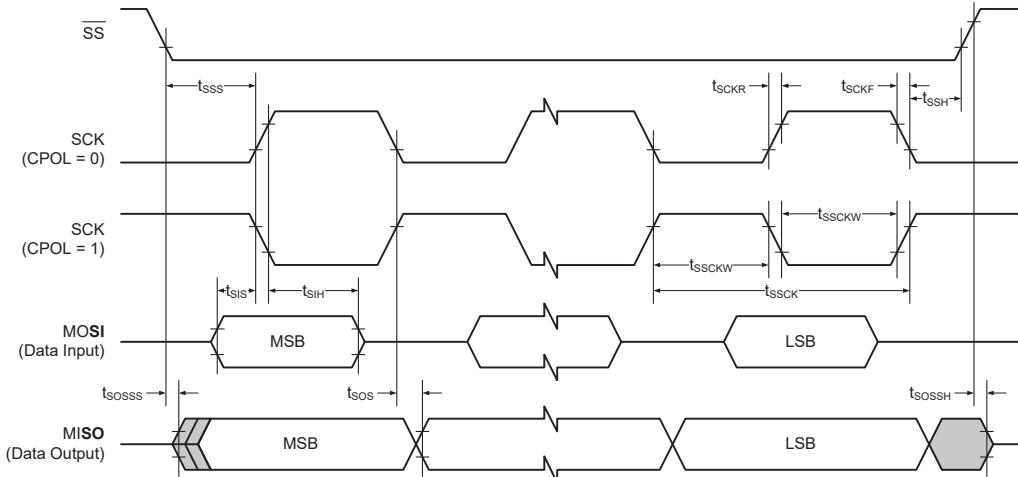 SS
tSSS
tSCKR
tSCKF
tSSH
SCK
(CPOL = 0)
SCK
(CPOL = 1)
tSSCKW
tSSCKW
tSSCK
tSIS
tSIH
MOSI
(Data Input)
MSB
LSB
tSOSSS
tSOS
tSOSSH
MISO
(Data Output)
MSB
LSB